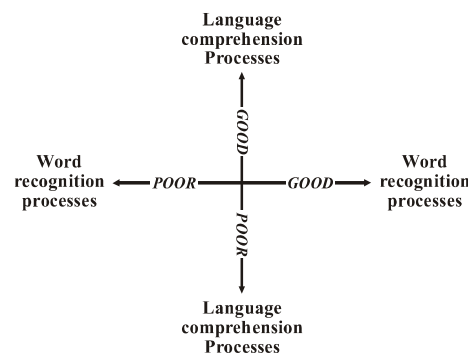 Language
comprehension
Processes
GOOD
Word
recognition
processes
POOR
GOOD
Word
recognition
processes
POOR
Language
comprehension
Processes